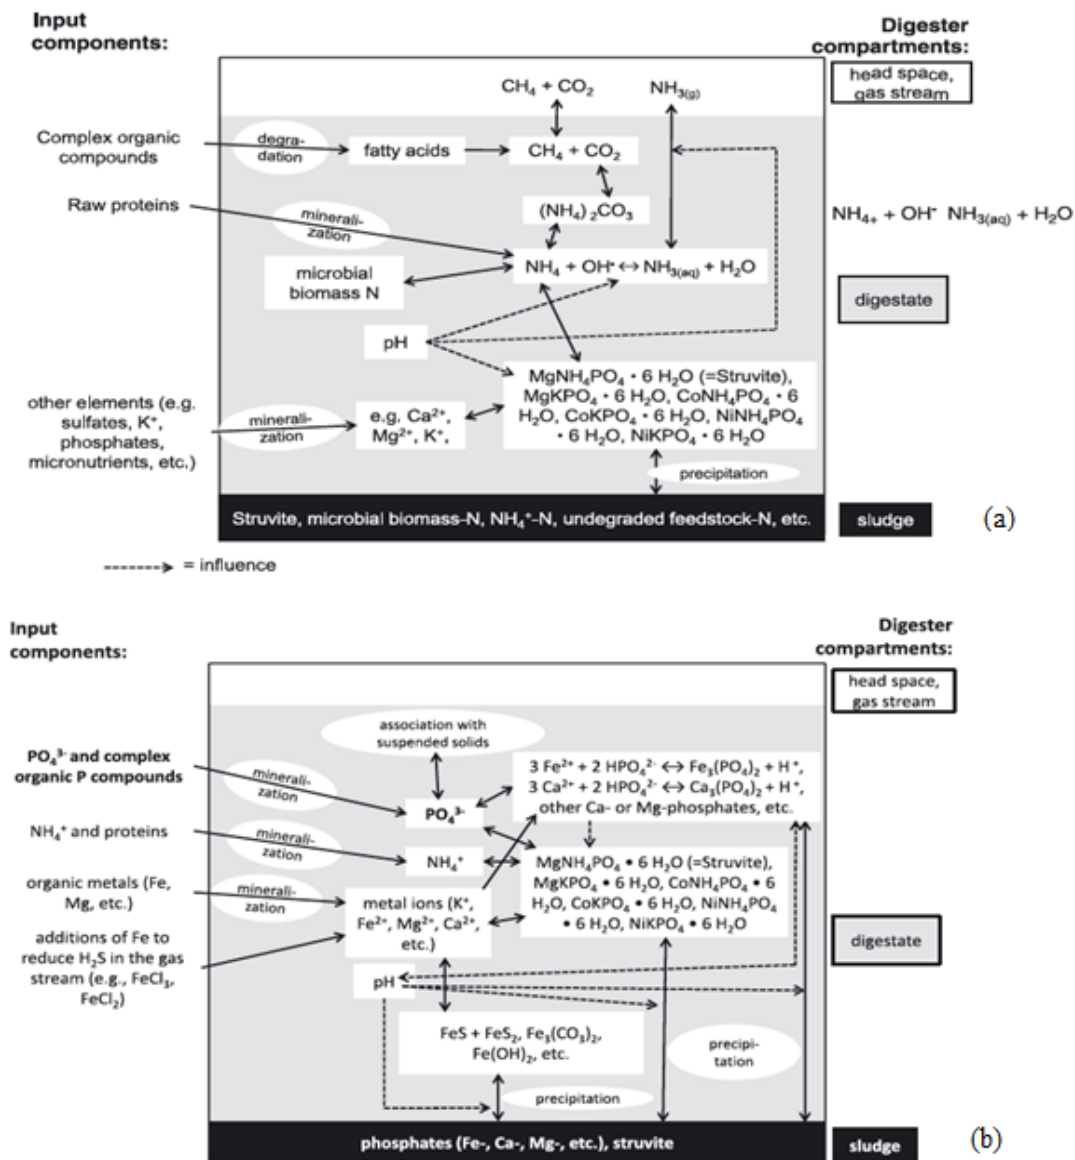 Input
components:
Digester
compartments:
head space,
gas stream
CH₄ + CO₂
NH₃₍g₎
Complex organic
compounds
degra-
dation
fatty acids
CH₄ + CO₂
Raw proteins
minerali-
zation
(NH₄) ₂CO₃
NH₄₊ + OH⁻ NH₃₍aq₎ + H₂O
microbial
biomass N
NH₄ + OH⁻ ↔ NH₃₍aq₎ + H₂O
digestate
pH
other elements (e.g.
sulfates, K⁺,
phosphates,
micronutrients, etc.)
minerali-
zation
e.g. Ca²⁺,
Mg²⁺, K⁺,
MgNH₄PO₄ • 6 H₂O (=Struvite),
MgKPO₄ • 6 H₂O, CoNH₄PO₄ • 6
H₂O, CoKPO₄ • 6 H₂O, NiNH₄PO₄
• 6 H₂O, NiKPO₄ • 6 H₂O
precipitation
Struvite, microbial biomass-N, NH₄⁺-N, undegraded feedstock-N, etc.
sludge
(a)
= influence
Input
components:
Digester
compartments:
head space,
gas stream
association with
suspended solids
PO₄³⁻ and complex
organic P compounds
minerali-
zation
PO₄³⁻
3 Fe²⁺ + 2 HPO₄²⁻ ↔ Fe₃(PO₄)₂ + H⁺,
3 Ca²⁺ + 2 HPO₄²⁻ ↔ Ca₃(PO₄)₂ + H⁺,
other Ca- or Mg-phosphates, etc.
NH₄⁺ and proteins
minerali-
zation
NH₄⁺
MgNH₄PO₄ • 6 H₂O (=Struvite),
MgKPO₄ • 6 H₂O, CoNH₄PO₄ • 6
H₂O, CoKPO₄ • 6 H₂O, NiNH₄PO₄
• 6 H₂O, NiKPO₄ • 6 H₂O
organic metals (Fe,
Mg, etc.)
minerali-
zation
metal ions (K⁺,
Fe²⁺, Mg²⁺, Ca²⁺,
etc.)
additions of Fe to
reduce H₂S in the gas
stream (e.g., FeCl₃,
FeCl₂)
digestate
pH
FeS + FeS₂, Fe₃(CO₃)₂,
Fe(OH)₂, etc.
precipi-
tation
precipitation
phosphates (Fe-, Ca-, Mg-, etc.), struvite
sludge
(b)